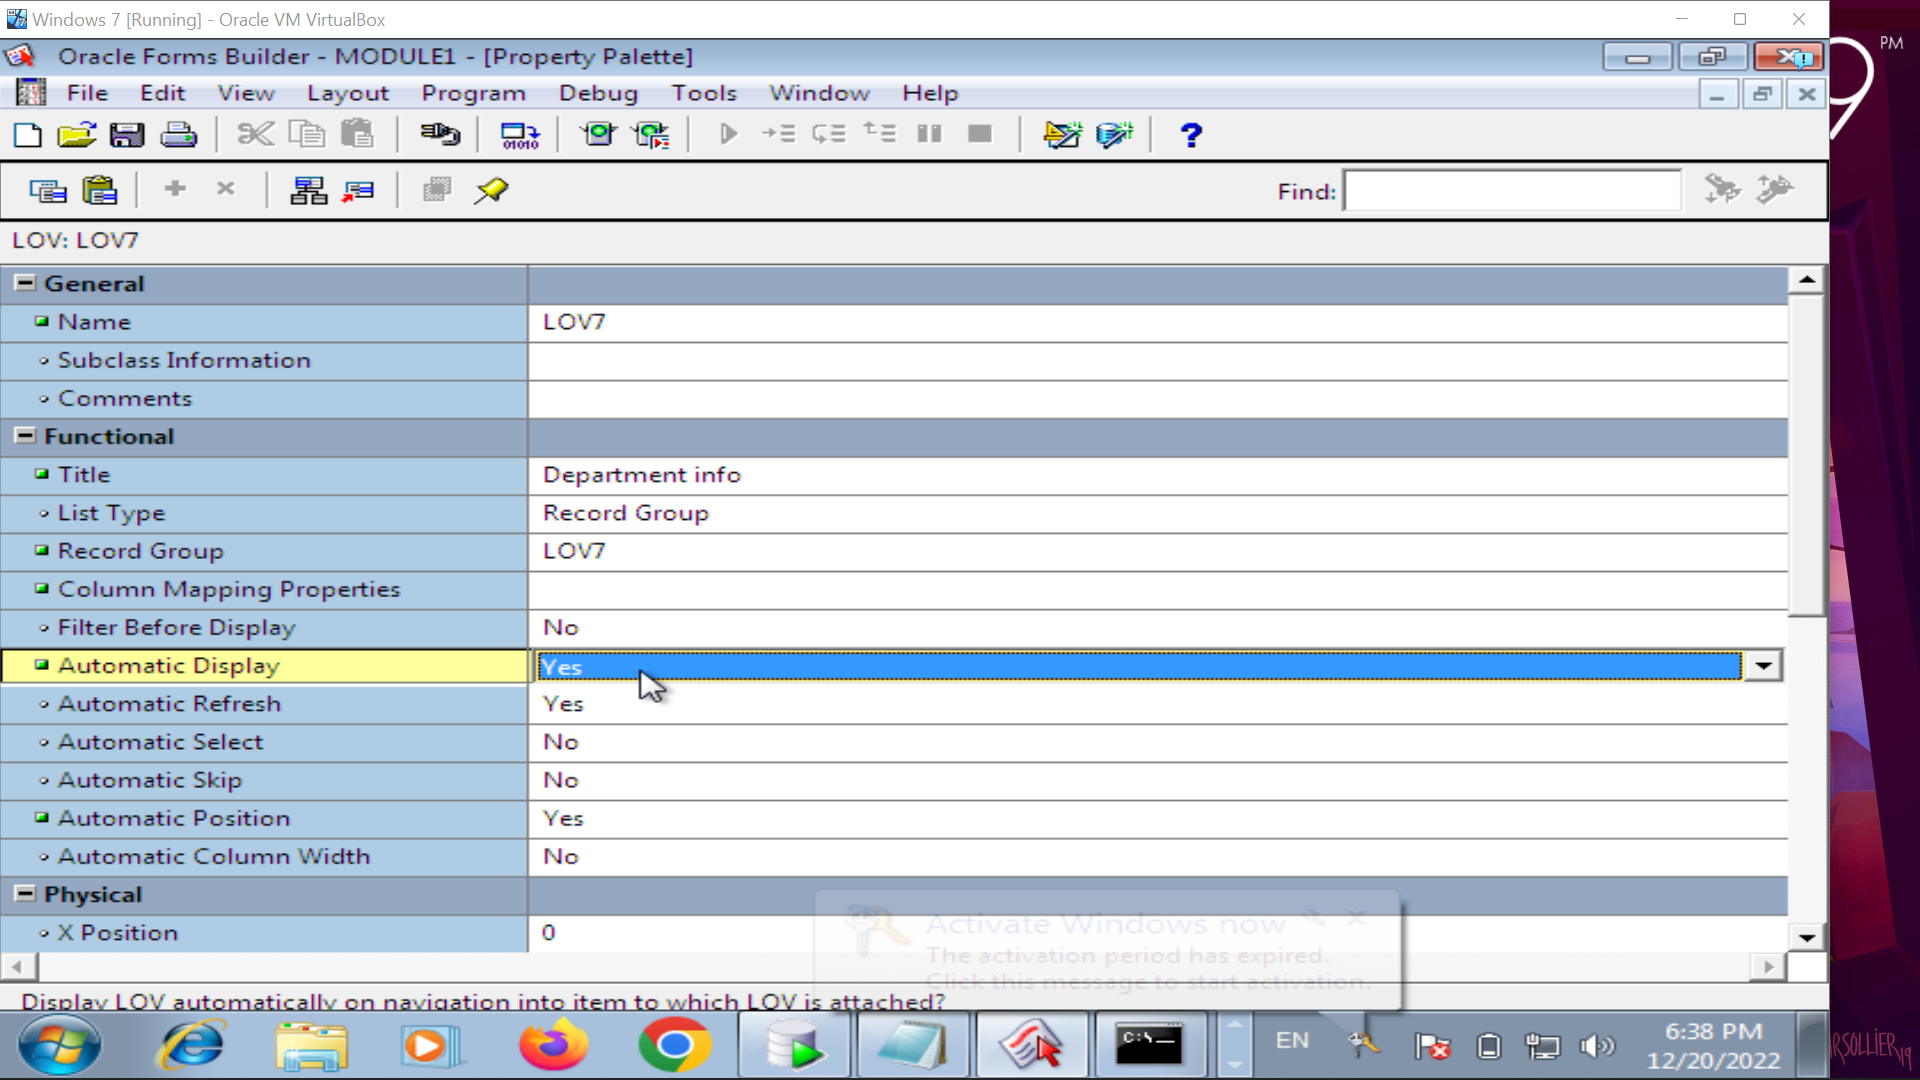 Windows 7 [Running] - Oracle VM VirtualBox
PM
9
Oracle Forms Builder - MODULE1 - [Property Palette]
File Edit View Layout Program Debug Tools Window Help
Find:
LOV: LOV7
General
Name LOV7
Subclass Information
Comments
Functional
Title Department info
List Type Record Group
Record Group LOV7
Column Mapping Properties
Filter Before Display No
Automatic Display Yes
Automatic Refresh Yes
Automatic Select No
Automatic Skip No
Automatic Position Yes
Automatic Column Width No
Physical
X Position 0
Activate Windows now
The activation period has expired.
Click this message to start activation.
Display LOV automatically on navigation into item to which LOV is attached?
C:\
EN
6:38 PM
12/20/2022
RSOLLIER19